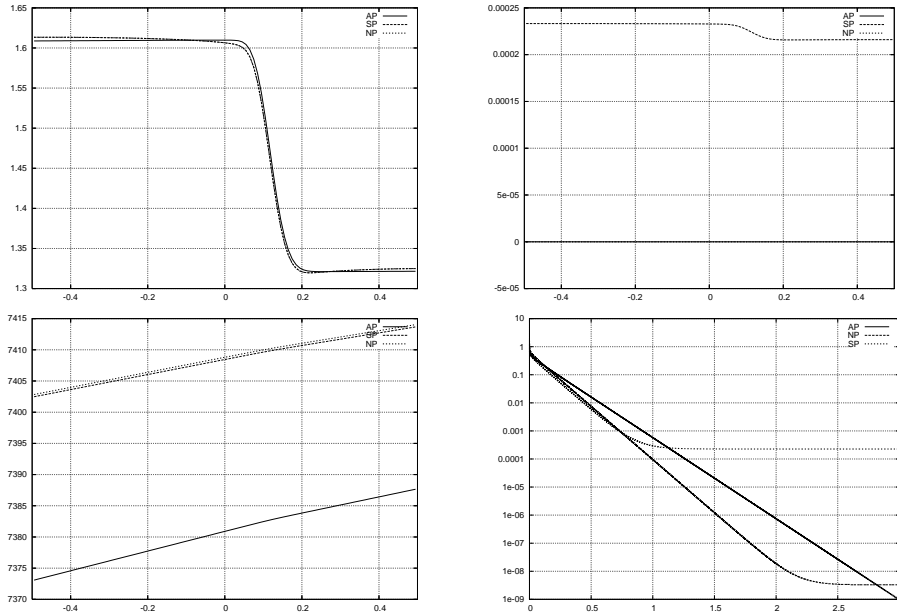 1.65
1.6
1.55
1.5
1.45
1.4
1.35
1.3
-0.4
-0.2
0
0.2
0.4
AP
SP
NP
0.00025
0.0002
0.00015
0.0001
5e-05
0
-5e-05
-0.4
-0.2
0
0.2
0.4
AP
SP
NP
7415
7410
7405
7400
7395
7390
7385
7380
7375
7370
-0.4
-0.2
0
0.2
0.4
AP
SP
NP
10
1
0.1
0.01
0.001
0.0001
1e-05
1e-06
1e-07
1e-08
1e-09
0
0.5
1
1.5
2
2.5
AP
NP
SP